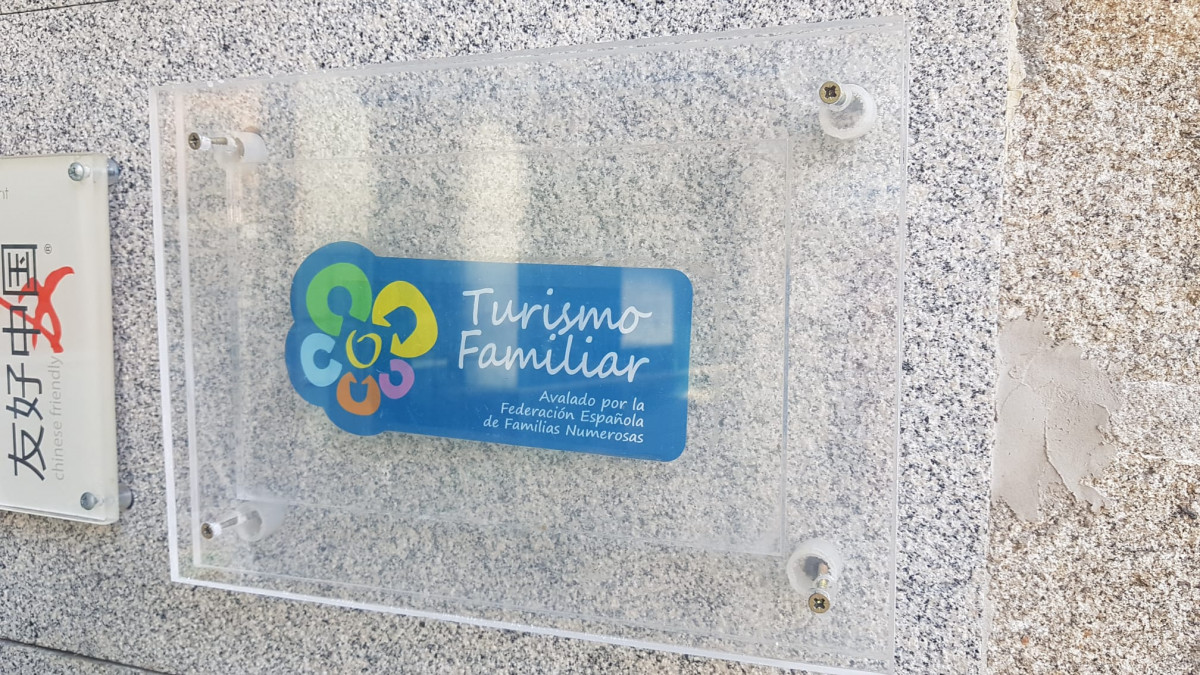 友好中国
®
chinese friendly
Turismo
Familiar
Avalado por la
Federación Española
de Familias Numerosas